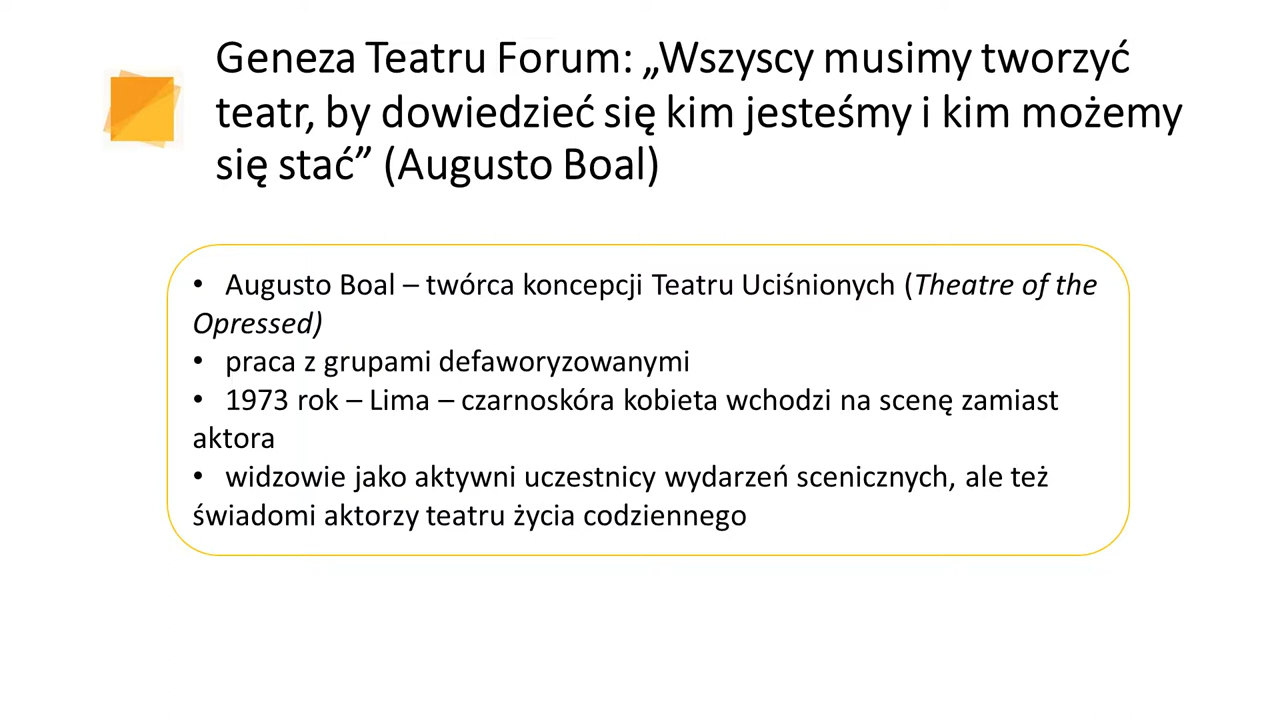 Geneza Teatru Forum: „Wszyscy musimy tworzyć
teatr, by dowiedzieć się kim jesteśmy i kim możemy
się stać” (Augusto Boal)
• Augusto Boal – twórca koncepcji Teatru Uciśnionych (Theatre of the
Opressed)
• praca z grupami defaworyzowanymi
• 1973 rok – Lima – czarnoskóra kobieta wchodzi na scenę zamiast
aktora
• widzowie jako aktywni uczestnicy wydarzeń scenicznych, ale też
świadomi aktorzy teatru życia codziennego